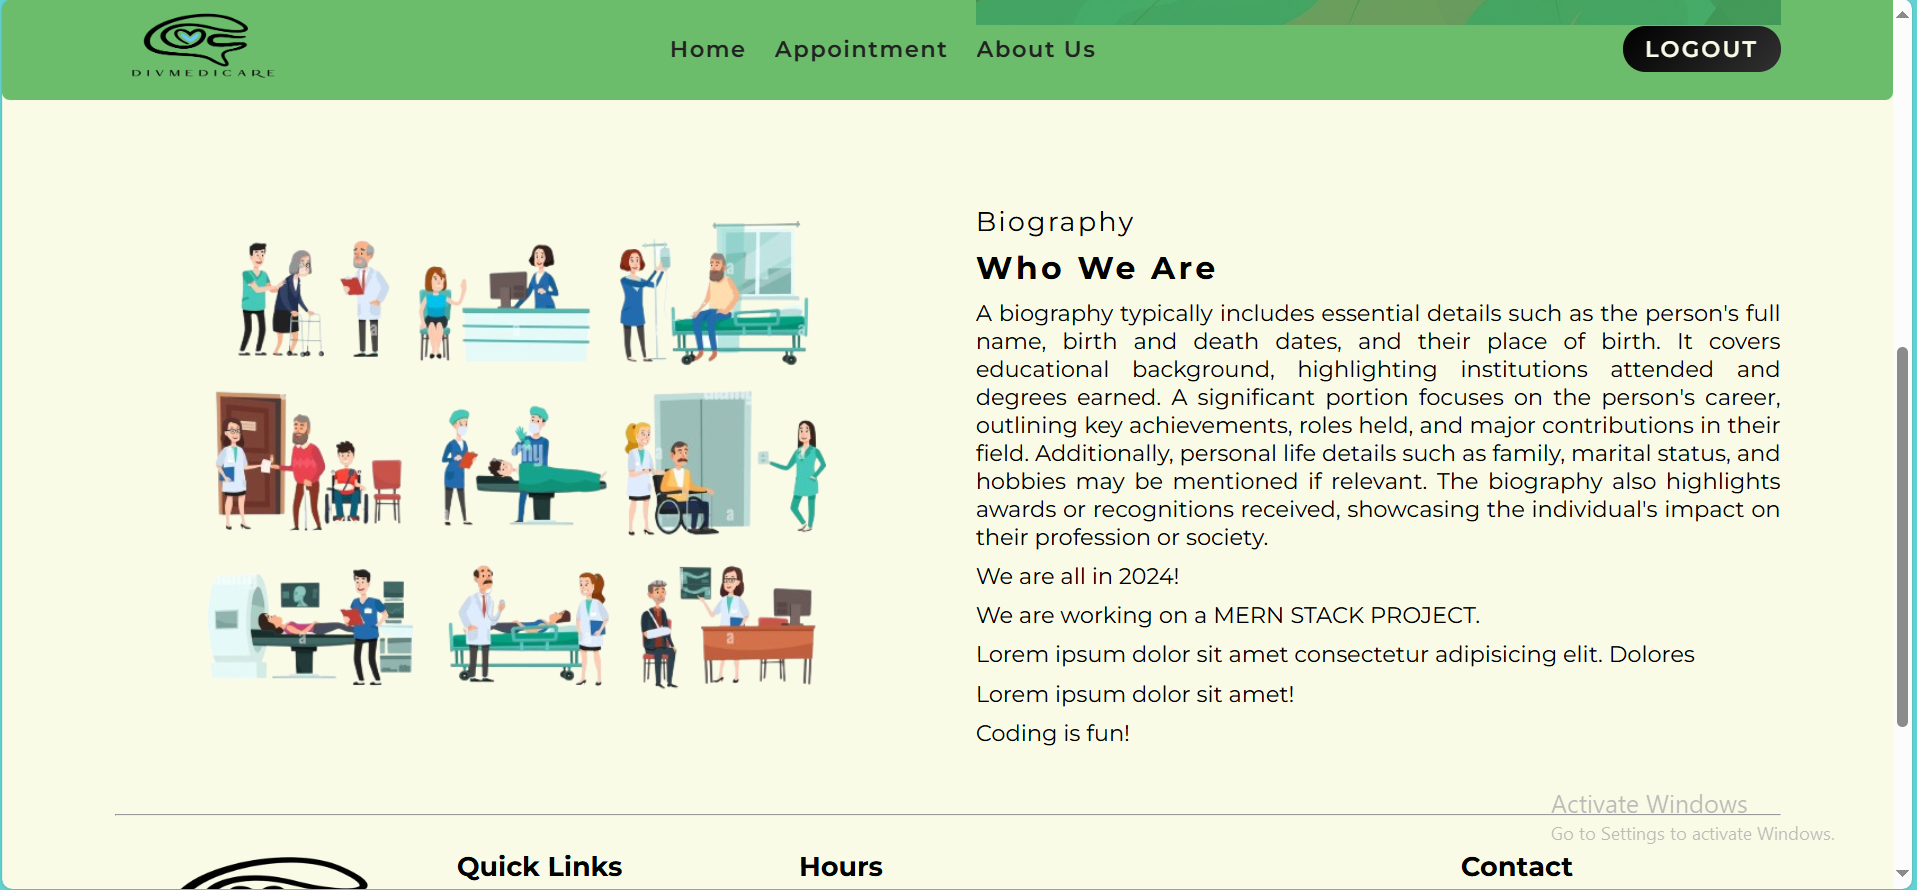 DIVMEDICARE
Home Appointment About Us
LOGOUT
Biography
Who We Are
A biography typically includes essential details such as the person's full
name, birth and death dates, and their place of birth. It covers
educational background, highlighting institutions attended and
degrees earned. A significant portion focuses on the person's career,
outlining key achievements, roles held, and major contributions in their
field. Additionally, personal life details such as family, marital status, and
hobbies may be mentioned if relevant. The biography also highlights
awards or recognitions received, showcasing the individual's impact on
their profession or society.
We are all in 2024!
We are working on a MERN STACK PROJECT.
Lorem ipsum dolor sit amet consectetur adipisicing elit. Dolores
Lorem ipsum dolor sit amet!
Coding is fun!
Activate Windows
Go to Settings to activate Windows.
Quick Links
Hours
Contact